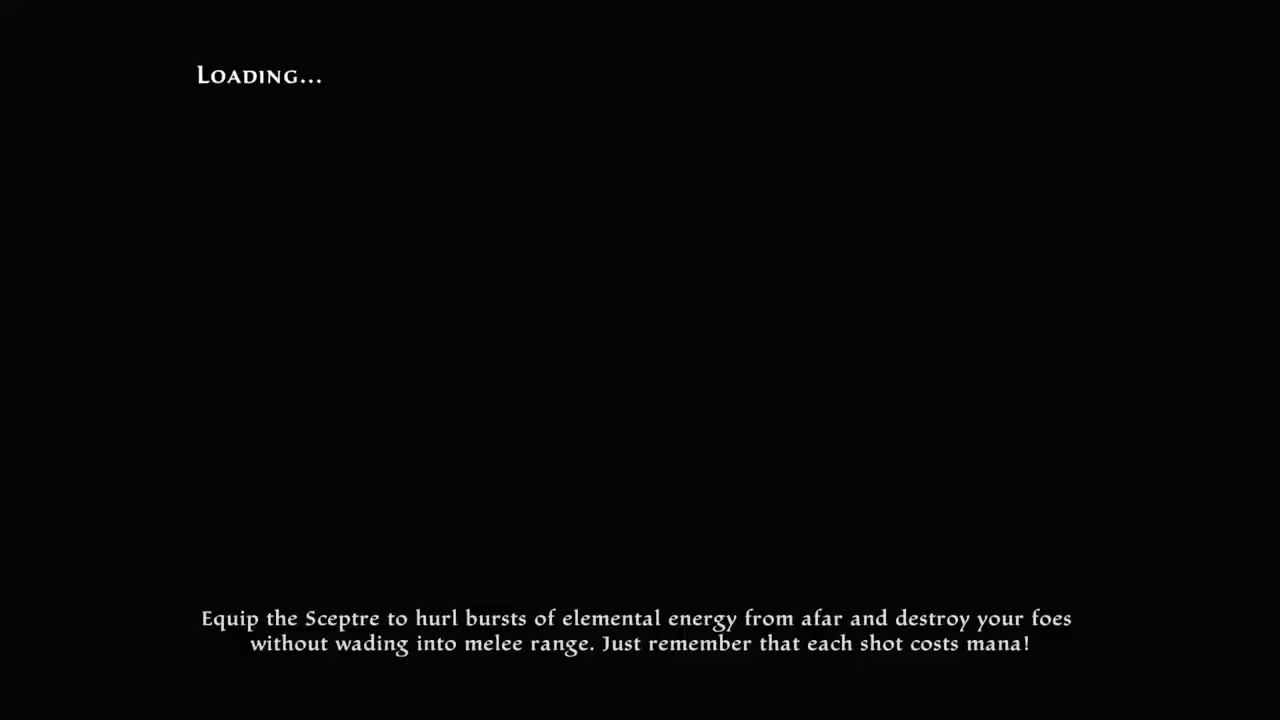 Loading...
Equip the Sceptre to hurl bursts of elemental energy from afar and destroy your foes
without wading into melee range. Just remember that each shot costs mana!